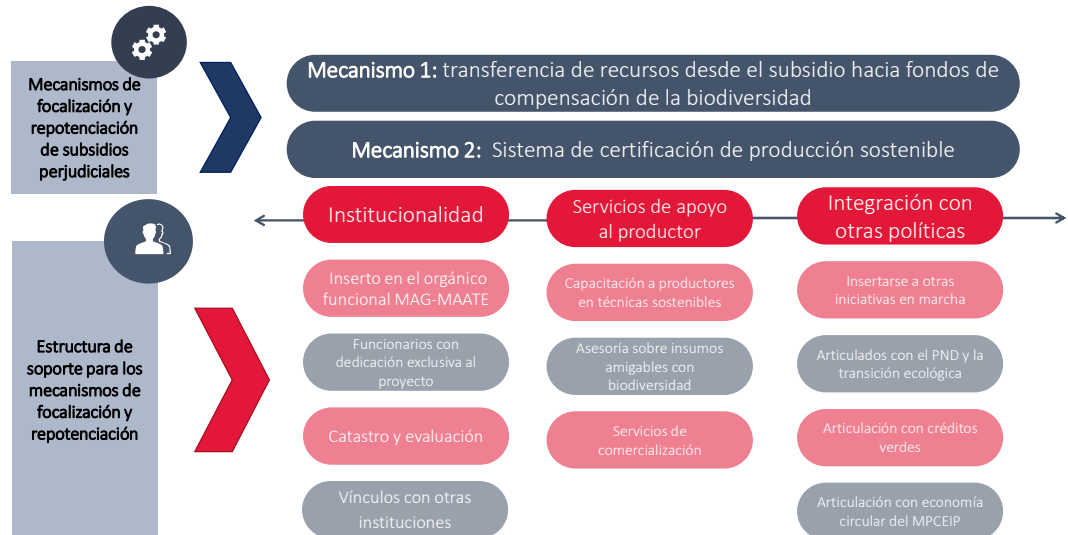 Mecanismos de
focalización y
repotenciación
de subsidios
perjudiciales
Mecanismo 1: transferencia de recursos desde el subsidio hacia fondos de
compensación de la biodiversidad
Mecanismo 2: Sistema de certificación de producción sostenible
Estructura de
soporte para los
mecanismos de
focalización y
repotenciación
Institucionalidad
Inserto en el orgánico
funcional MAG-MAATE
Funcionarios con
dedicación exclusiva al
proyecto
Catastro y evaluación
Vínculos con otras
instituciones
Servicios de apoyo
al productor
Capacitación a productores
en técnicas sostenibles
Asesoría sobre insumos
amigables con
biodiversidad
Servicios de
comercialización
Integración con
otras políticas
Insertarse a otras
iniciativas en marcha
Articulados con el PND y la
transición ecológica
Articulación con créditos
verdes
Articulación con economía
circular del MPCEIP